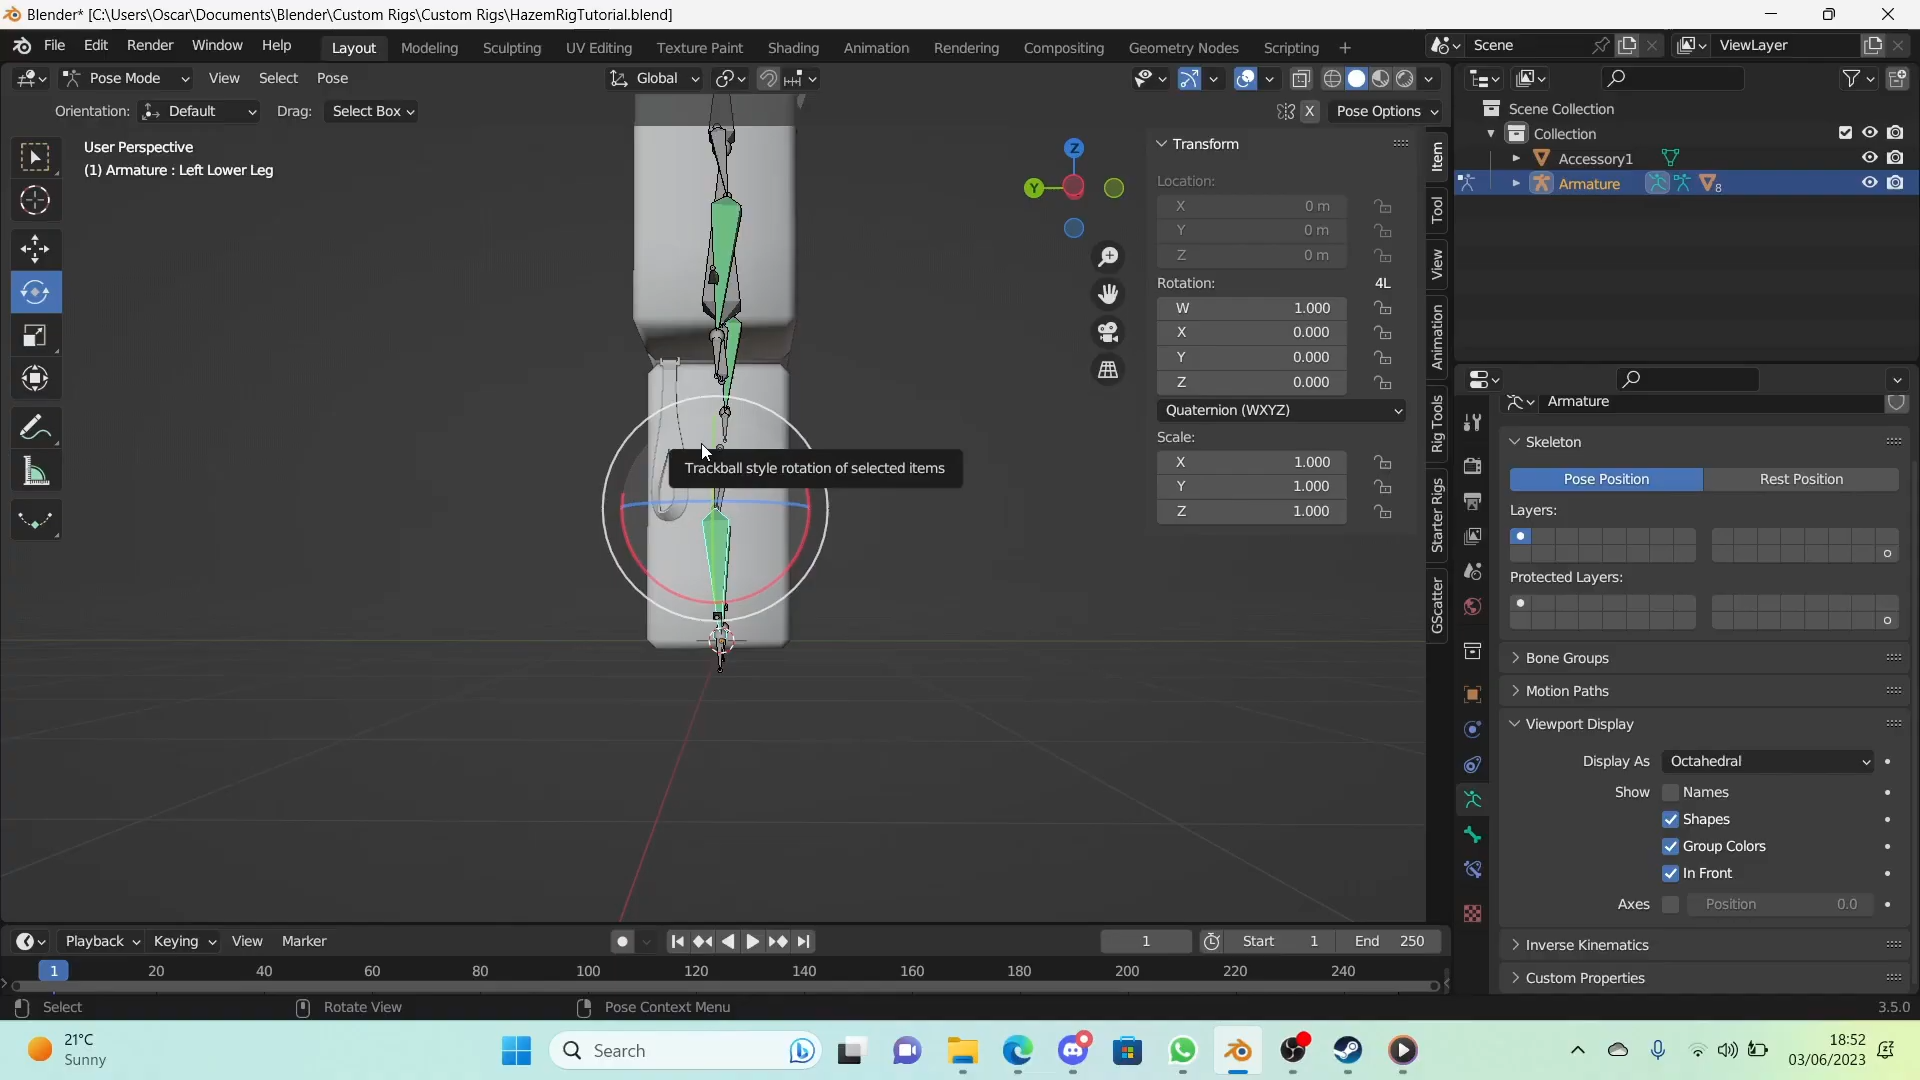 Blender* [C:\Users\Oscar\Documents\Blender\Custom Rigs\Custom Rigs\HazemRigTutorial.blend]
File Edit Render Window Help Layout Modeling Sculpting UV Editing Texture Paint Shading Animation Rendering Compositing Geometry Nodes Scripting + Scene ViewLayer
Pose Mode View Select Pose Global
Orientation: Default Drag: Select Box X Pose Options
User Perspective
(1) Armature : Left Lower Leg
Z
Y
Transform
Location:
X 0 m
Y 0 m
Z 0 m
Rotation: 4L
W 1.000
X 0.000
Y 0.000
Z 0.000
Quaternion (WXYZ)
Scale:
X 1.000
Y 1.000
Z 1.000
Item
Tool
View
Animation
Rig Tools
Starter Rigs
GScatter
Trackball style rotation of selected items
Scene Collection
Collection
Accessory1
Armature 8
Armature
Skeleton
Pose Position Rest Position
Layers:
Protected Layers:
Bone Groups
Motion Paths
Viewport Display
Display As Octahedral
Show Names
Shapes
Group Colors
In Front
Axes Position 0.0
Inverse Kinematics
Custom Properties
Playback Keying View Marker 1 Start 1 End 250
1 20 40 60 80 100 120 140 160 180 200 220 240
Select Rotate View Pose Context Menu 3.5.0
21°C
Sunny
Search
18:52
03/06/2023